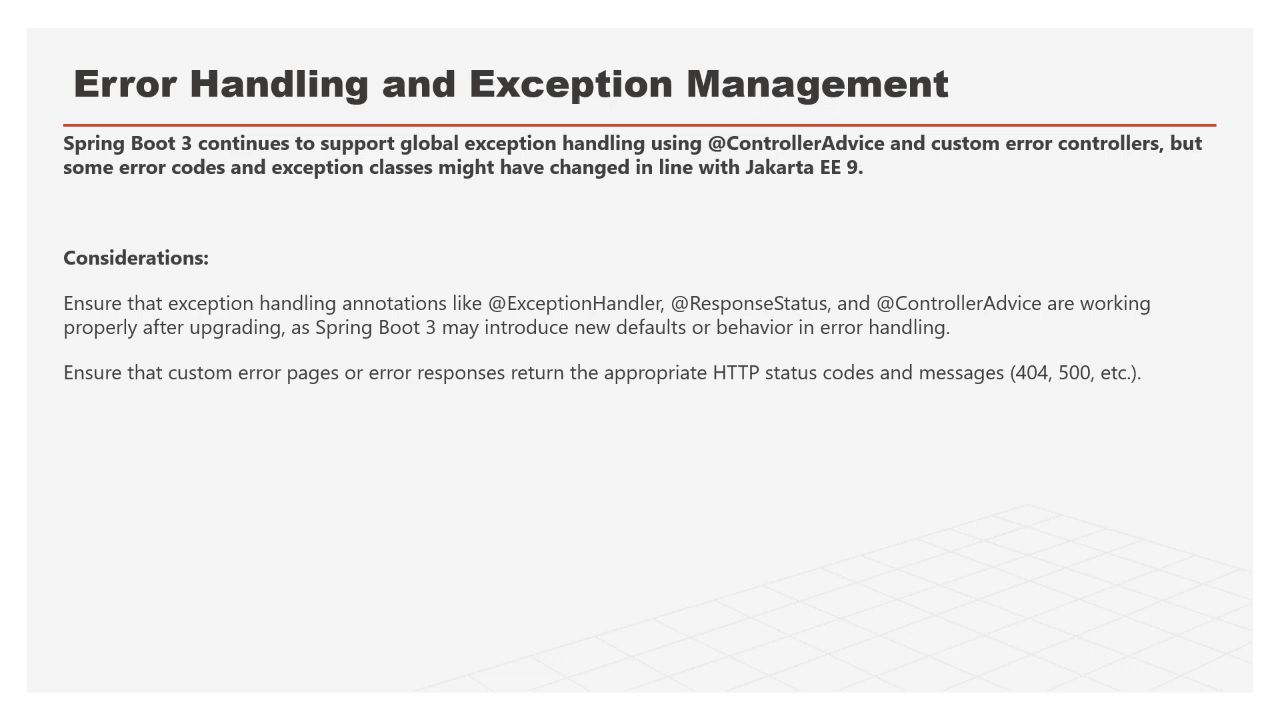 Error Handling and Exception Management
Spring Boot 3 continues to support global exception handling using @ControllerAdvice and custom error controllers, but
some error codes and exception classes might have changed in line with Jakarta EE 9.
Considerations:
Ensure that exception handling annotations like @ExceptionHandler, @ResponseStatus, and @ControllerAdvice are working
properly after upgrading, as Spring Boot 3 may introduce new defaults or behavior in error handling.
Ensure that custom error pages or error responses return the appropriate HTTP status codes and messages (404, 500, etc.).